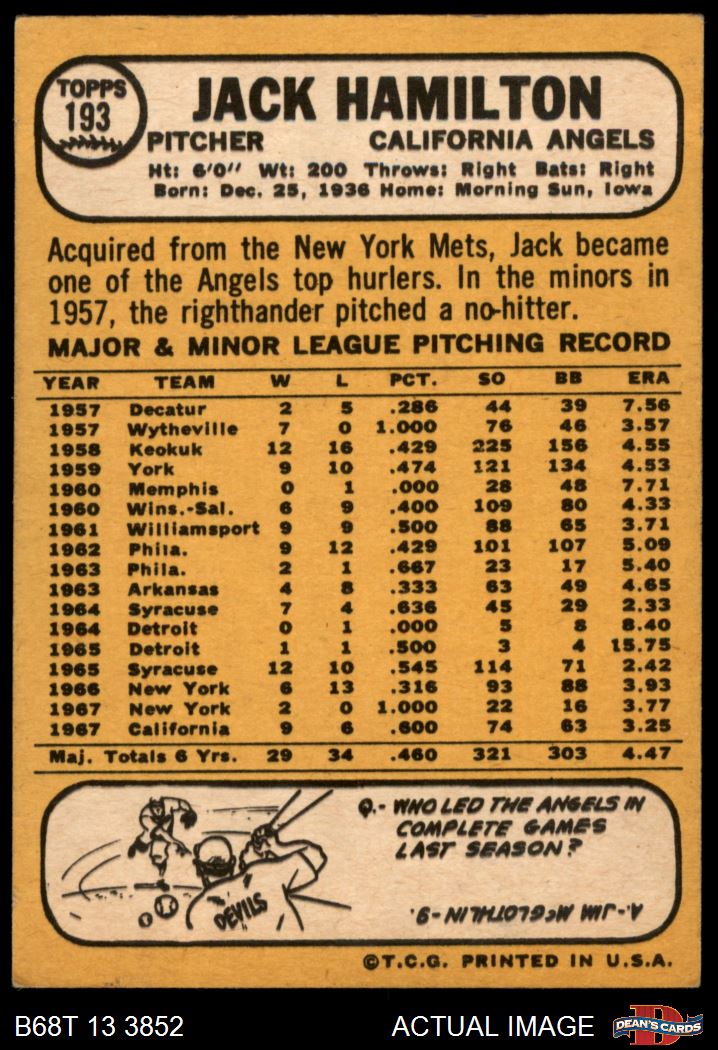 TOPPS
193
JACK HAMILTON
PITCHER CALIFORNIA ANGELS
Ht: 6'0" Wt: 200 Throws: Right Bats: Right
Born: Dec. 25, 1936 Home: Morning Sun, Iowa
Acquired from the New York Mets, Jack became
one of the Angels top hurlers. In the minors in
1957, the righthander pitched a no-hitter.
MAJOR & MINOR LEAGUE PITCHING RECORD
YEAR TEAM W L PCT. SO BB ERA
1957 Decatur 2 5 .286 44 39 7.56
1957 Wytheville 7 0 1.000 76 46 3.57
1958 Keokuk 12 16 .429 225 156 4.55
1959 York 9 10 .474 121 134 4.53
1960 Memphis 0 1 .000 28 48 7.71
1960 Wins.-Sal. 6 9 .400 109 80 4.33
1961 Williamsport 9 9 .500 88 65 3.71
1962 Phila. 9 12 .429 101 107 5.09
1963 Phila. 2 1 .667 23 17 5.40
1963 Arkansas 4 8 .333 63 49 4.65
1964 Syracuse 7 4 .636 45 29 2.33
1964 Detroit 0 1 .000 5 8 8.40
1965 Detroit 1 1 .500 3 4 15.75
1965 Syracuse 12 10 .545 114 71 2.42
1966 New York 6 13 .316 93 88 3.93
1967 New York 2 0 1.000 22 16 3.77
1967 California 9 6 .600 74 63 3.25
Maj. Totals 6 Yrs. 29 34 .460 321 303 4.47
Q.- WHO LED THE ANGELS IN
COMPLETE GAMES
LAST SEASON?
A.- JIM McGLOTHLIN - 9.
DEVILS
©T.C.G. PRINTED IN U.S.A.
B68T 13 3852 ACTUAL IMAGE DEAN'S CARDS